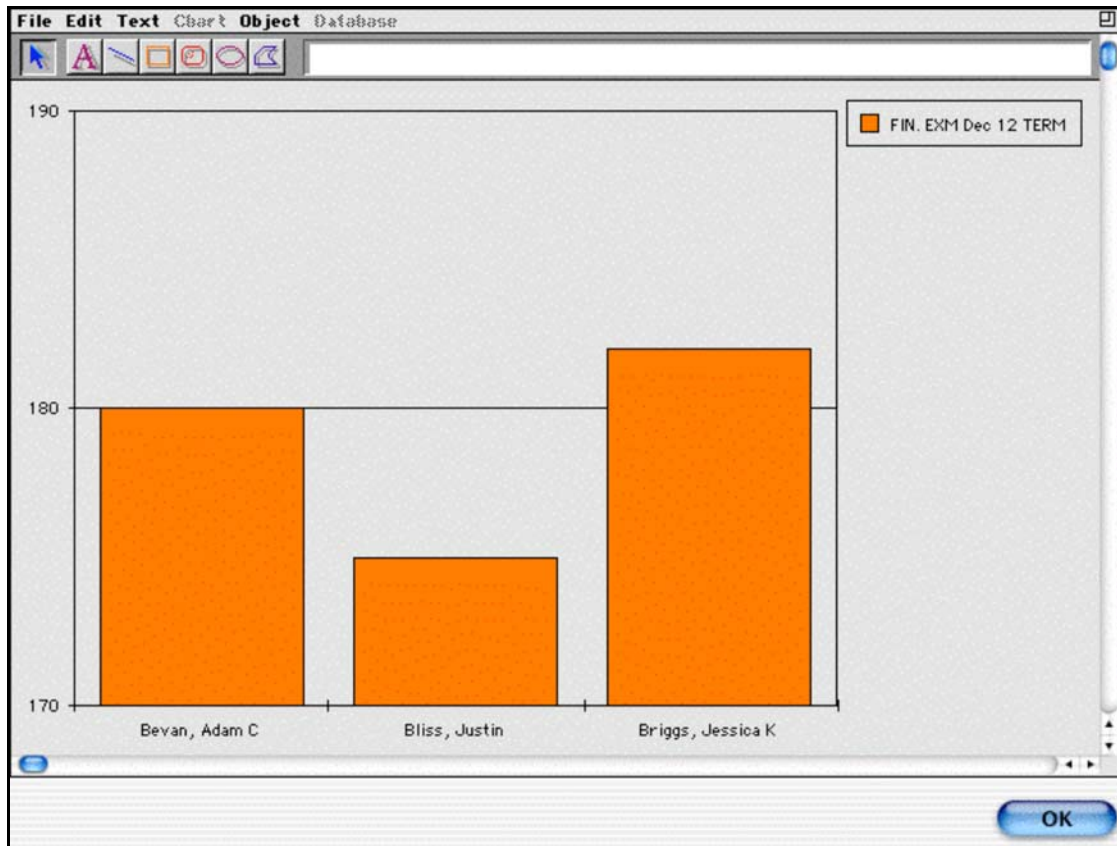 File Edit Text Chart Object Database
A
190
FIN. EXM Dec 12 TERM
180
170
Bevan, Adam C Bliss, Justin Briggs, Jessica K
OK